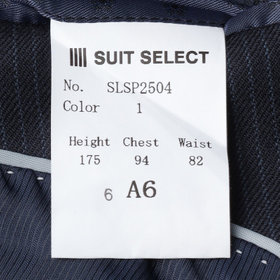 SUIT SELECT
No. SLSP2504
Color 1
Height Chest Waist
175 94 82
6 A6